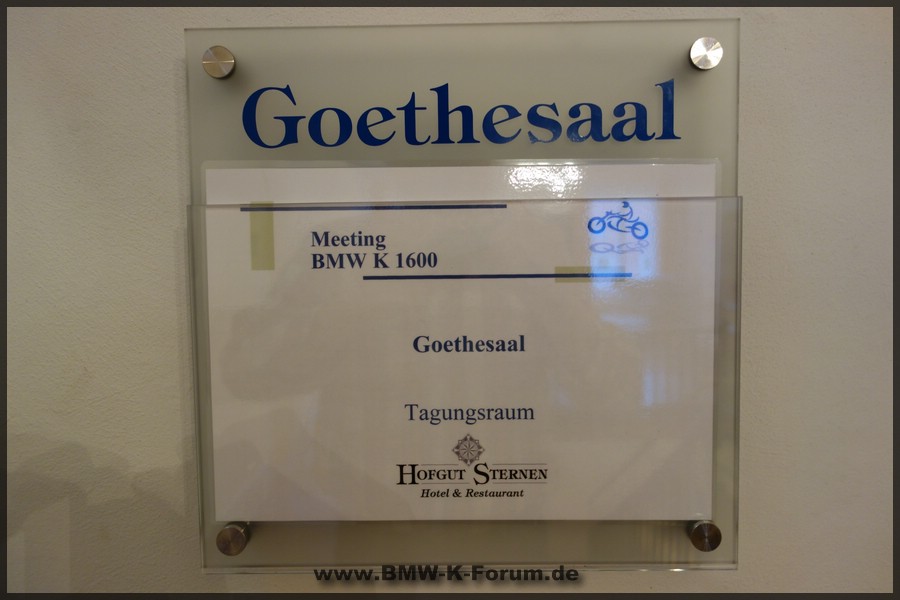 Goethesaal
Meeting
BMW K 1600
Goethesaal
Tagungsraum
HOFGUT STERNEN
Hotel & Restaurant
www.BMW-K-Forum.de